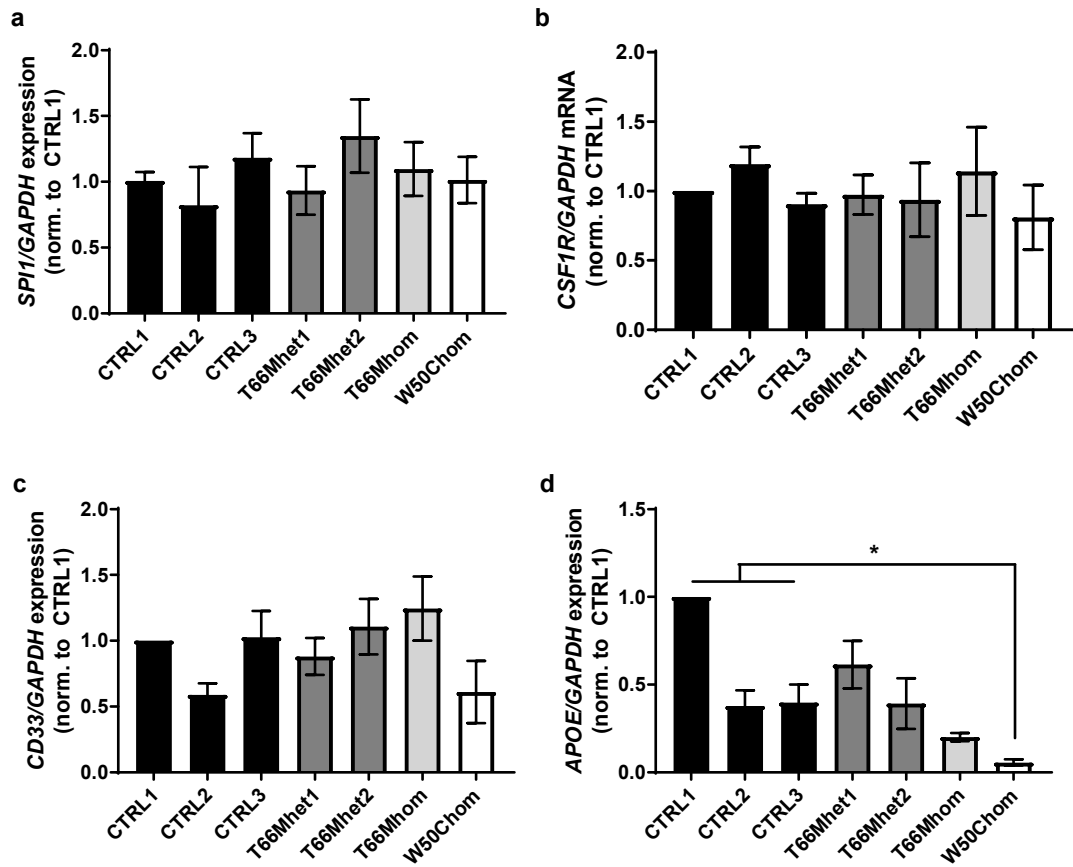 a
SPI1/GAPDH expression
(norm. to CTRL1)
2.0
1.5
1.0
0.5
0.0
CTRL1
CTRL2
CTRL3
T66Mhet1
T66Mhet2
T66Mhom
W50Chom
b
CSF1R/GAPDH mRNA
(norm. to CTRL1)
2.0
1.5
1.0
0.5
0.0
CTRL1
CTRL2
CTRL3
T66Mhet1
T66Mhet2
T66Mhom
W50Chom
c
CD33/GAPDH expression
(norm. to CTRL1)
2.0
1.5
1.0
0.5
0.0
CTRL1
CTRL2
CTRL3
T66Mhet1
T66Mhet2
T66Mhom
W50Chom
d
APOE/GAPDH expression
(norm. to CTRL1)
1.5
1.0
0.5
0.0
*
CTRL1
CTRL2
CTRL3
T66Mhet1
T66Mhet2
T66Mhom
W50Chom